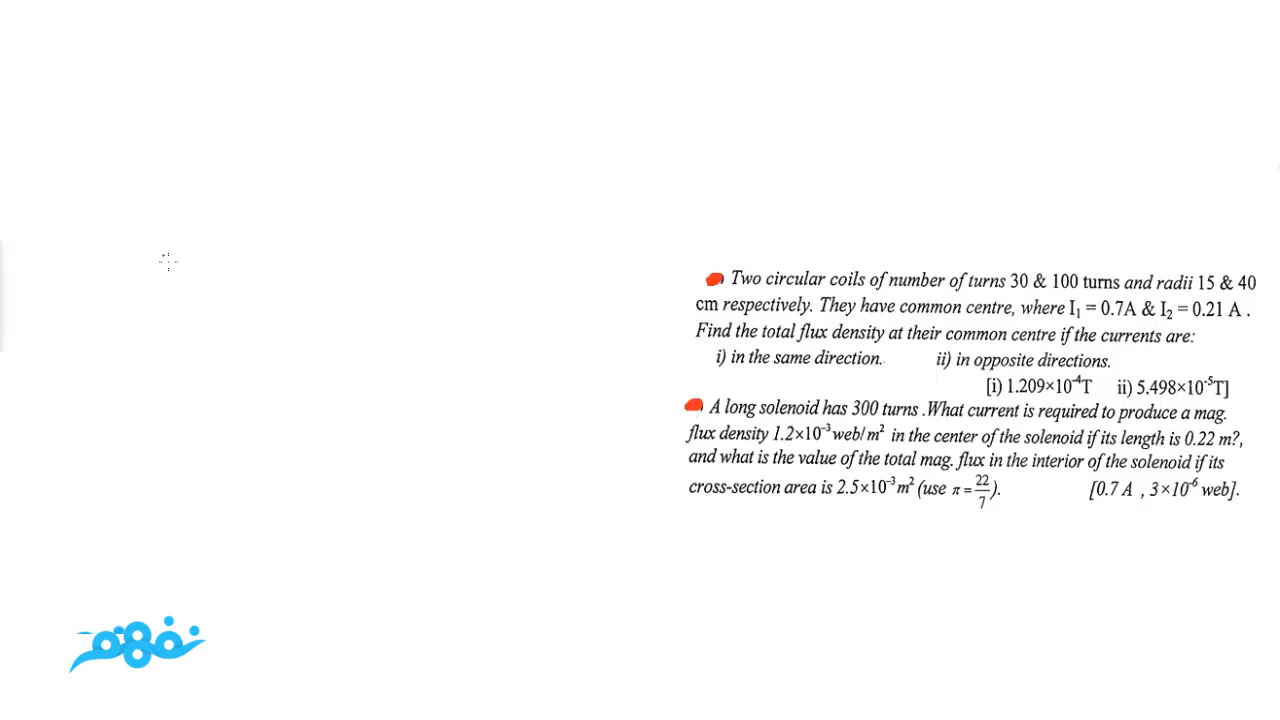 Two circular coils of number of turns 30 & 100 turns and radii 15 & 40
cm respectively. They have common centre, where I₁ = 0.7A & I₂ = 0.21 A .
Find the total flux density at their common centre if the currents are:
i) in the same direction. ii) in opposite directions.
[i) 1.209×10⁻⁴T ii) 5.498×10⁻⁵T]
A long solenoid has 300 turns .What current is required to produce a mag.
flux density 1.2×10⁻³web/m² in the center of the solenoid if its length is 0.22 m?,
and what is the value of the total mag. flux in the interior of the solenoid if its
cross-section area is 2.5×10⁻³m² (use π = 22/7). [0.7 A , 3×10⁻⁶ web].
نفهم